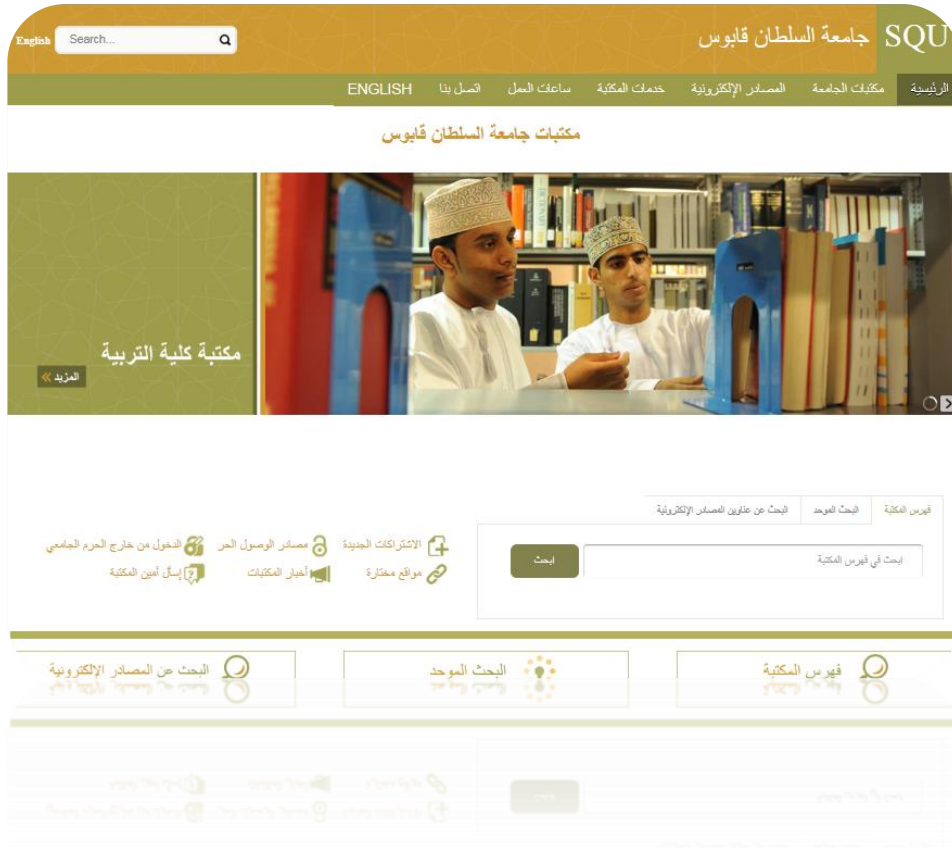 SQU جامعة السلطان قابوس
Search...
English
الرئيسية مكتبات الجامعة المصادر الإلكترونية خدمات المكتبة ساعات العمل اتصل بنا ENGLISH
مكتبات جامعة السلطان قابوس
مكتبة كلية التربية
المزيد »
فهرس المكتبة البحث الموحد البحث عن عناوين المصادر الإلكترونية
ابحث في فهرس المكتبة ابحث
الاشتراكات الجديدة مصادر الوصول الحر الدخول من خارج الحرم الجامعي
مواقع مختارة أخبار المكتبات إسأل أمين المكتبة
فهرس المكتبة البحث الموحد البحث عن المصادر الإلكترونية